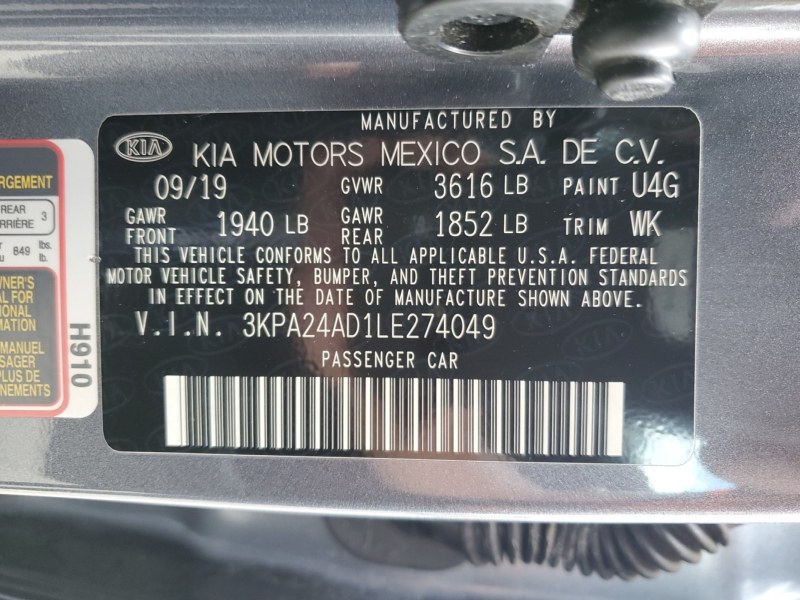 MANUFACTURED BY
KIA KIA MOTORS MEXICO S.A. DE C.V.
09/19 GVWR 3616 LB PAINT U4G
GAWR FRONT 1940 LB GAWR REAR 1852 LB TRIM WK
THIS VEHICLE CONFORMS TO ALL APPLICABLE U.S.A. FEDERAL
MOTOR VEHICLE SAFETY, BUMPER, AND THEFT PREVENTION STANDARDS
IN EFFECT ON THE DATE OF MANUFACTURE SHOWN ABOVE.
V.I.N. 3KPA24AD1LE274049
PASSENGER CAR
REAR 3
849 lbs.
lb.
H910